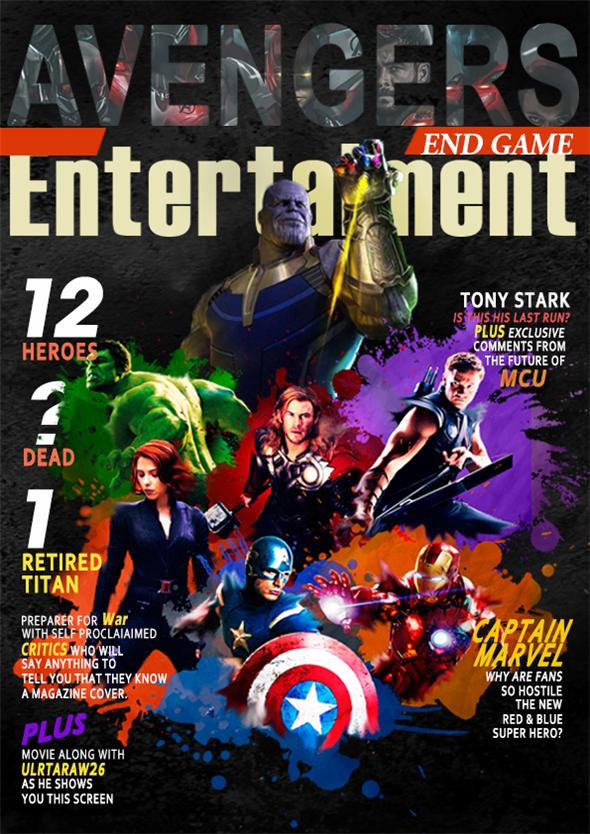 AVENGERS
END GAME
Entertaiment
12
HEROES
?
DEAD
1
RETIRED
TITAN
PREPARER FOR War
WITH SELF PROCLAIAIMED
CRITICS WHO WILL
SAY ANYTHING TO
TELL YOU THAT THEY KNOW
A MAGAZINE COVER.
PLUS
MOVIE ALONG WITH
ULRTARAW26
AS HE SHOWS
YOU THIS SCREEN
TONY STARK
IS THIS HIS LAST RUN?
PLUS EXCLUSIVE
COMMENTS FROM
THE FUTURE OF
MCU
CAPTAIN
MARVEL
WHY ARE FANS
SO HOSTILE
THE NEW
RED & BLUE
SUPER HERO?